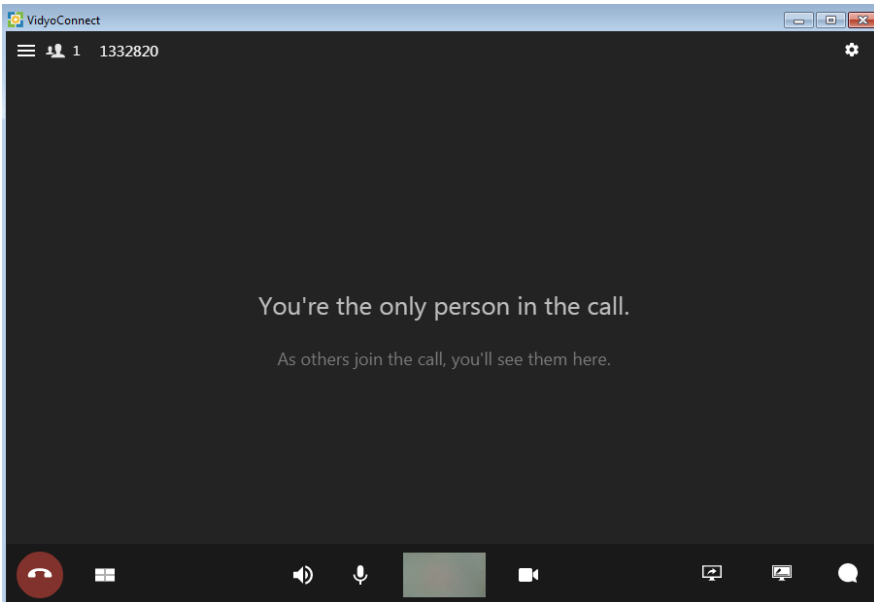 VidyoConnect
1 1332820
You're the only person in the call.
As others join the call, you'll see them here.